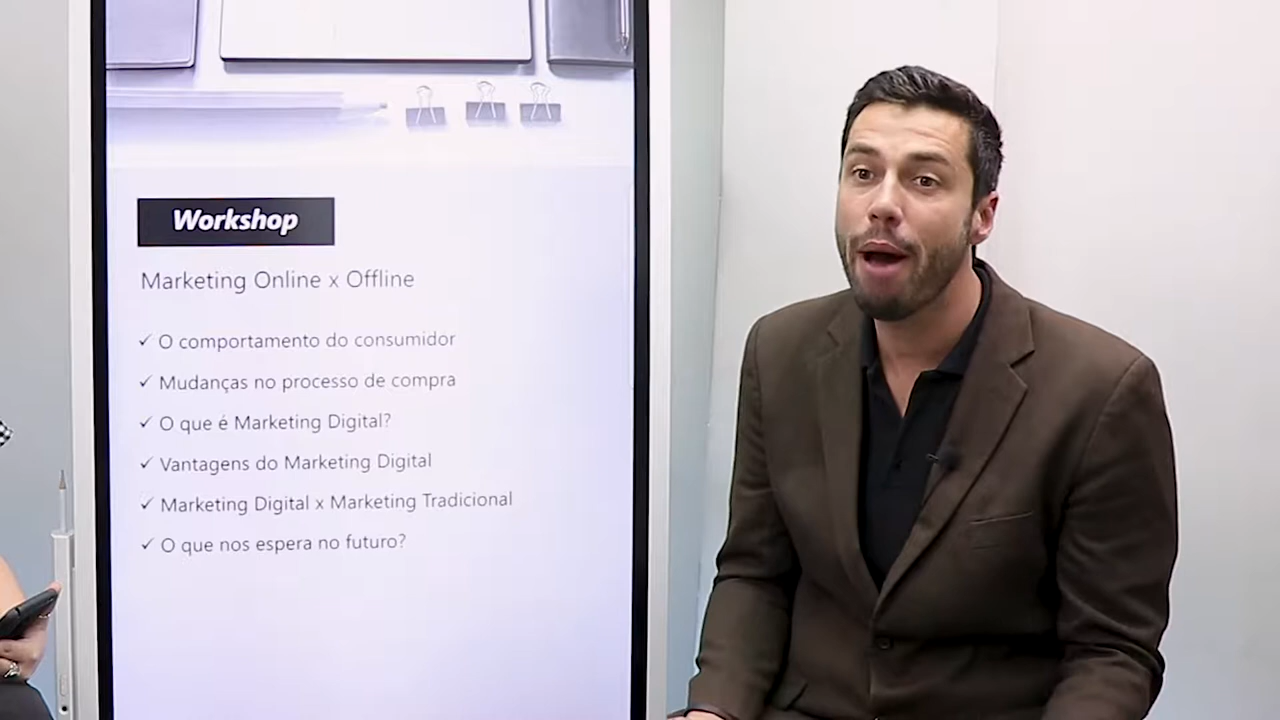 Workshop
Marketing Online x Offline
✓ O comportamento do consumidor
✓ Mudanças no processo de compra
✓ O que é Marketing Digital?
✓ Vantagens do Marketing Digital
✓ Marketing Digital x Marketing Tradicional
✓ O que nos espera no futuro?